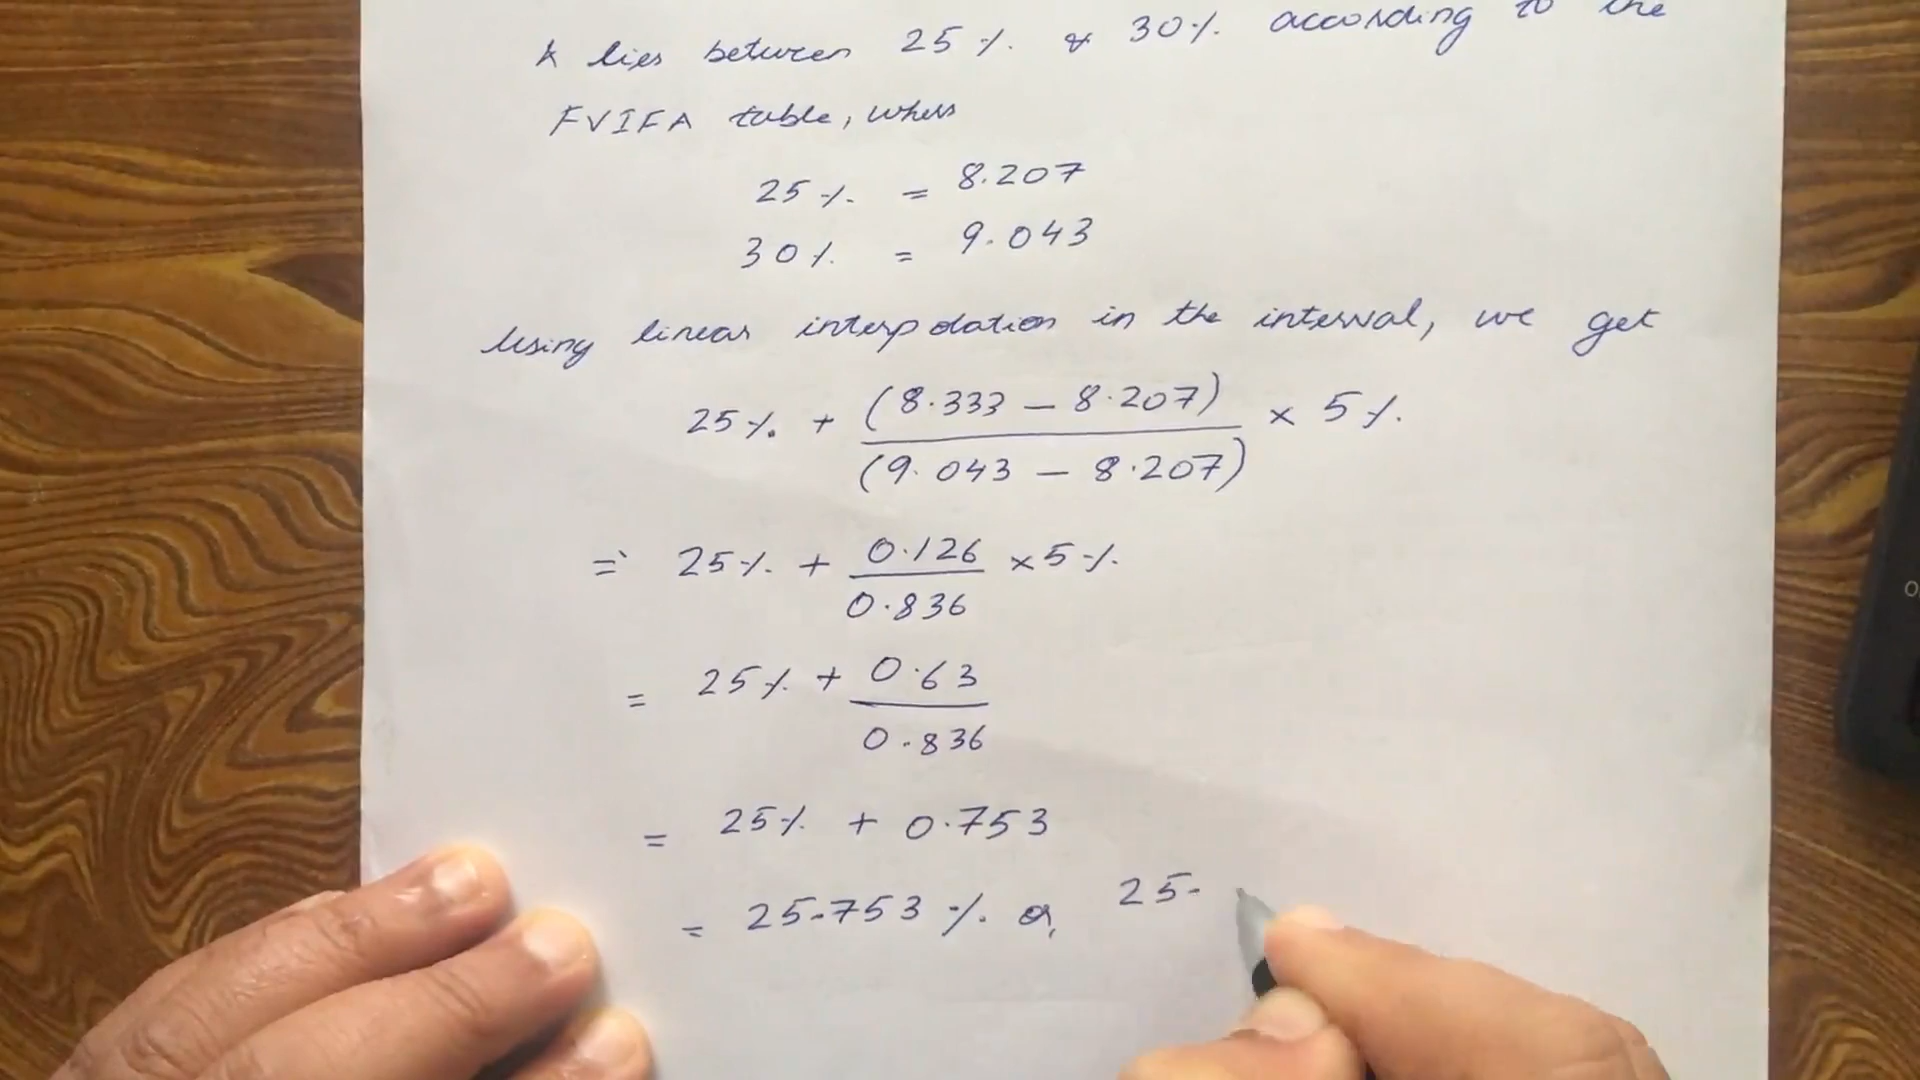 k lies between 25% & 30% according to the
FVIFA table, where
25% = 8.207
30% = 9.043
Using linear interpolation in the interval, we get
25% + (8.333 – 8.207) / (9.043 – 8.207) × 5%
⇒ 25% + 0.126 / 0.836 × 5%
= 25% + 0.63 / 0.836
= 25% + 0.753
= 25.753 % or, 25.